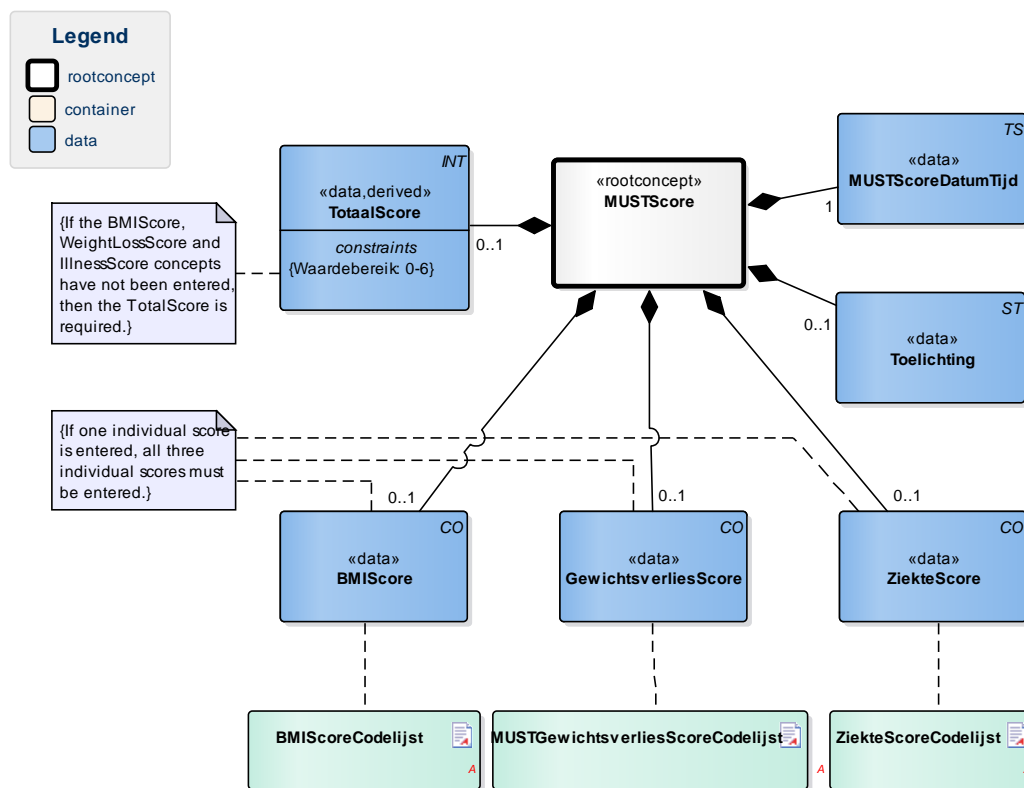 Legend
rootconcept
container
data
INT
«data,derived»
TotaalScore
constraints
{Waardebereik: 0-6}
0..1
«rootconcept»
MUSTScore
TS
«data»
MUSTScoreDatumTijd
1
{If the BMIScore,
WeightLossScore and
IllnessScore concepts
have not been entered,
then the TotalScore is
required.}
ST
«data»
Toelichting
0..1
{If one individual score
is entered, all three
individual scores must
be entered.}
0..1
0..1
0..1
CO
«data»
BMIScore
CO
«data»
GewichtsverliesScore
CO
«data»
ZiekteScore
BMIScoreCodelijst
A
MUSTGewichtsverliesScoreCodelijst
A
ZiekteScoreCodelijst